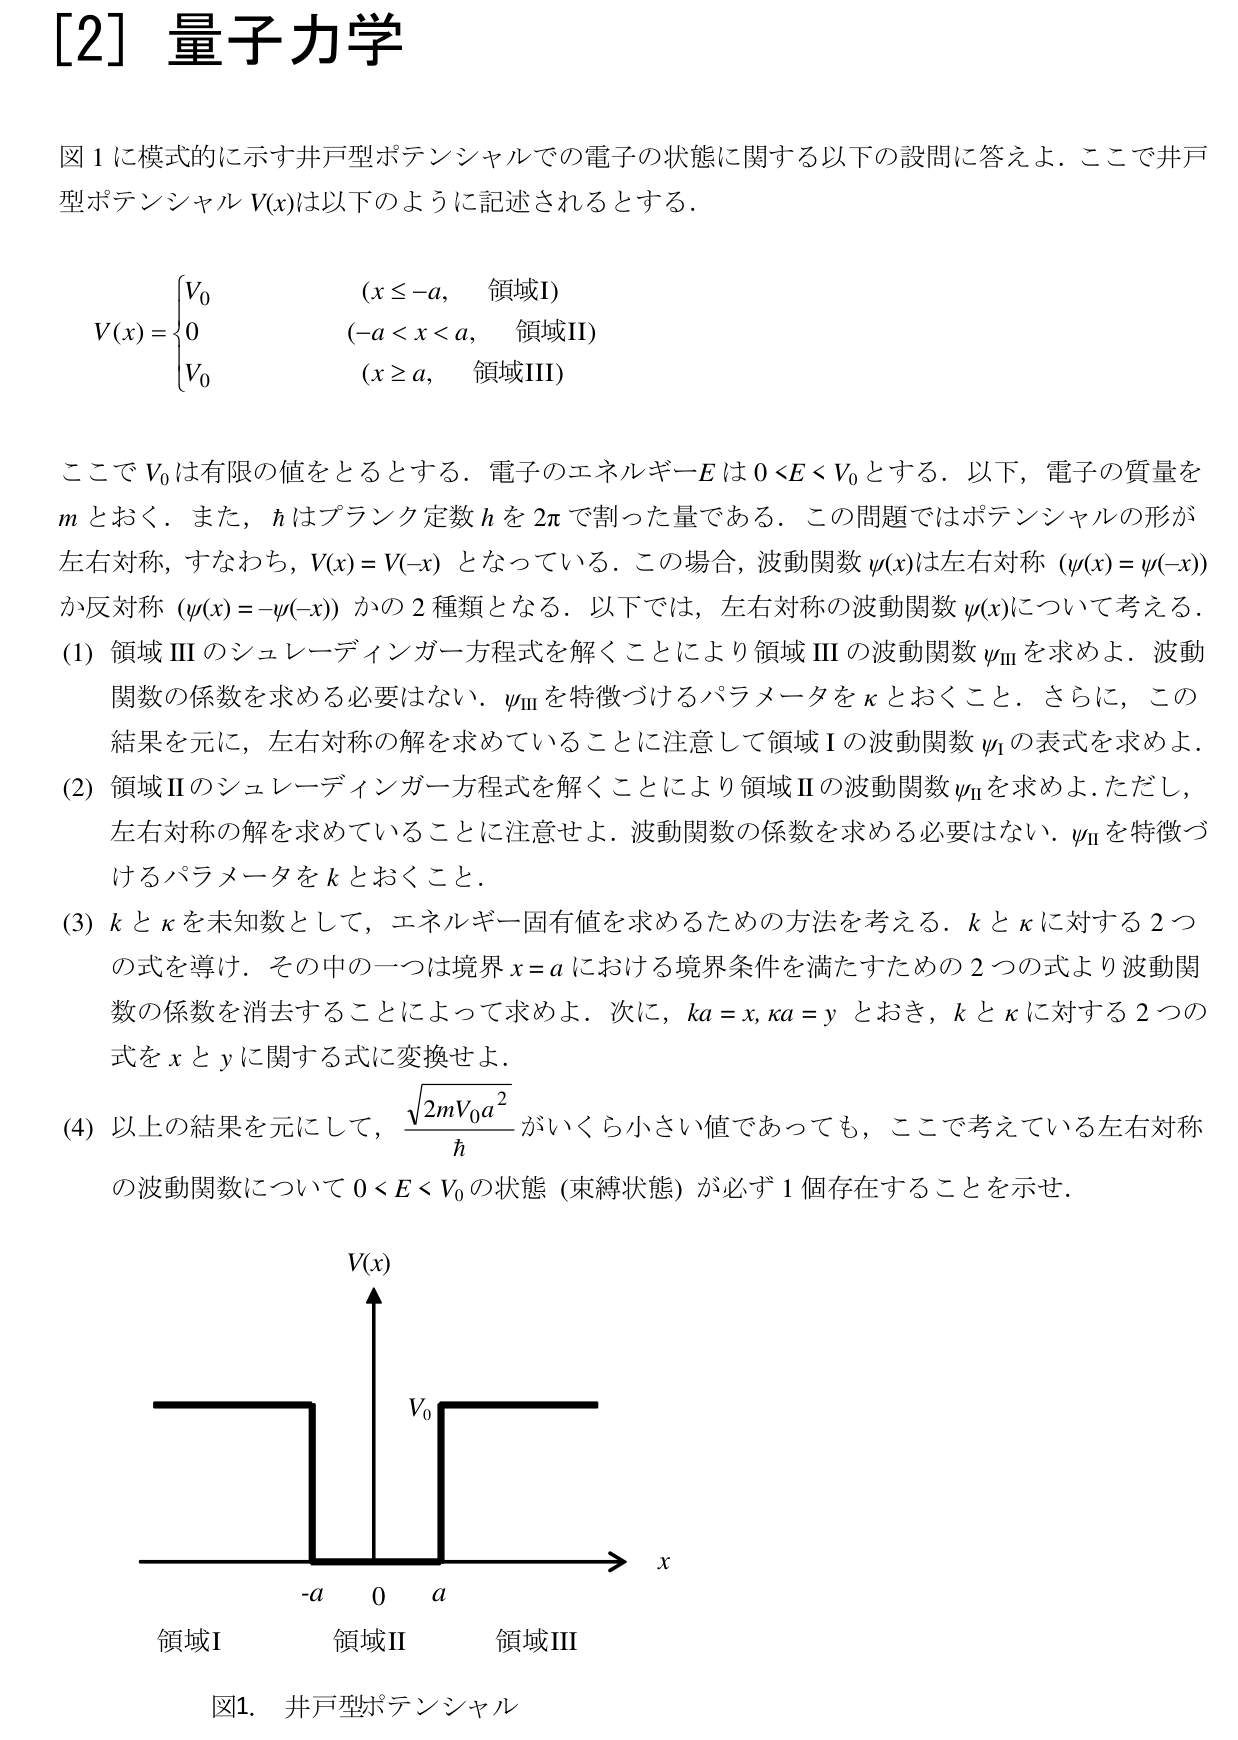 [2] 量子力学
図 1 に模式的に示す井戸型ポテンシャルでの電子の状態に関する以下の設問に答えよ．ここで井戸
型ポテンシャル V(x)は以下のように記述されるとする．
V(x) = { V₀ (x ≤ −a, 領域I)
0 (−a < x < a, 領域II)
V₀ (x ≥ a, 領域III)
ここで V₀は有限の値をとるとする．電子のエネルギーE は 0 <E < V₀とする．以下，電子の質量を
m とおく．また，ℏ はプランク定数 h を 2π で割った量である．この問題ではポテンシャルの形が
左右対称, すなわち, V(x) = V(–x) となっている．この場合, 波動関数 ψ(x)は左右対称 (ψ(x) = ψ(–x))
か反対称 (ψ(x) = –ψ(–x)) かの 2 種類となる．以下では，左右対称の波動関数 ψ(x)について考える．
(1) 領域 III のシュレーディンガー方程式を解くことにより領域 III の波動関数 ψ_III を求めよ．波動
関数の係数を求める必要はない．ψ_III を特徴づけるパラメータを κ とおくこと．さらに，この
結果を元に，左右対称の解を求めていることに注意して領域 I の波動関数 ψ_I の表式を求めよ．
(2) 領域 II のシュレーディンガー方程式を解くことにより領域 II の波動関数 ψ_II を求めよ．ただし，
左右対称の解を求めていることに注意せよ．波動関数の係数を求める必要はない．ψ_II を特徴づ
けるパラメータを k とおくこと．
(3) k と κ を未知数として，エネルギー固有値を求めるための方法を考える．k と κ に対する 2 つ
の式を導け．その中の一つは境界 x = a における境界条件を満たすための 2 つの式より波動関
数の係数を消去することによって求めよ．次に，ka = x, κa = y とおき，k と κ に対する 2 つの
式を x と y に関する式に変換せよ．
(4) 以上の結果を元にして，√(2mV₀a²)/ℏ がいくら小さい値であっても，ここで考えている左右対称
の波動関数について 0 < E < V₀ の状態 (束縛状態) が必ず 1 個存在することを示せ．
V(x)
V₀
x
-a 0 a
領域I 領域II 領域III
図1. 井戸型ポテンシャル